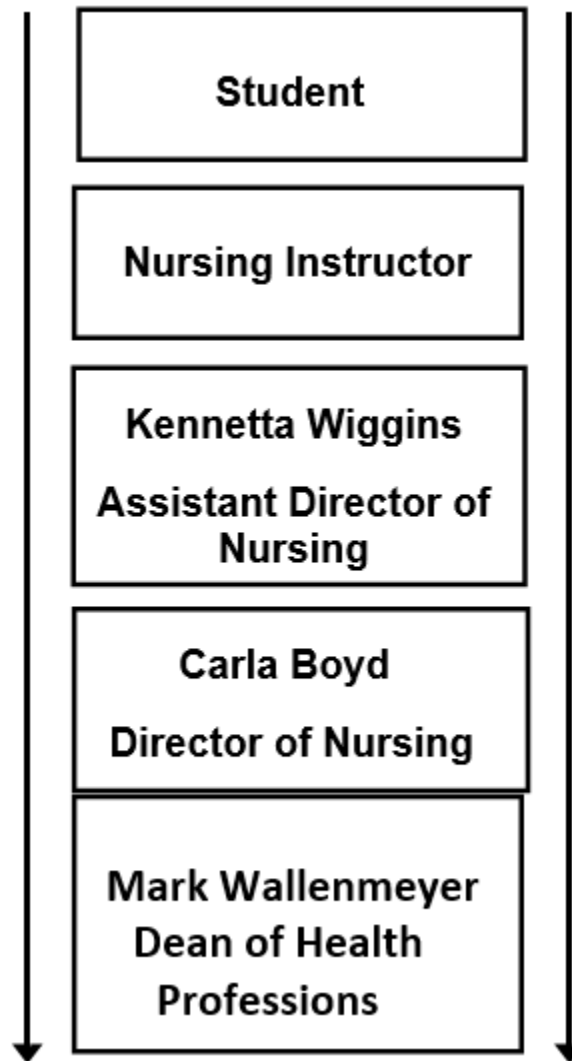 Student
Nursing Instructor
Kennetta Wiggins
Assistant Director of
Nursing
Carla Boyd
Director of Nursing
Mark Wallenmeyer
Dean of Health
Professions